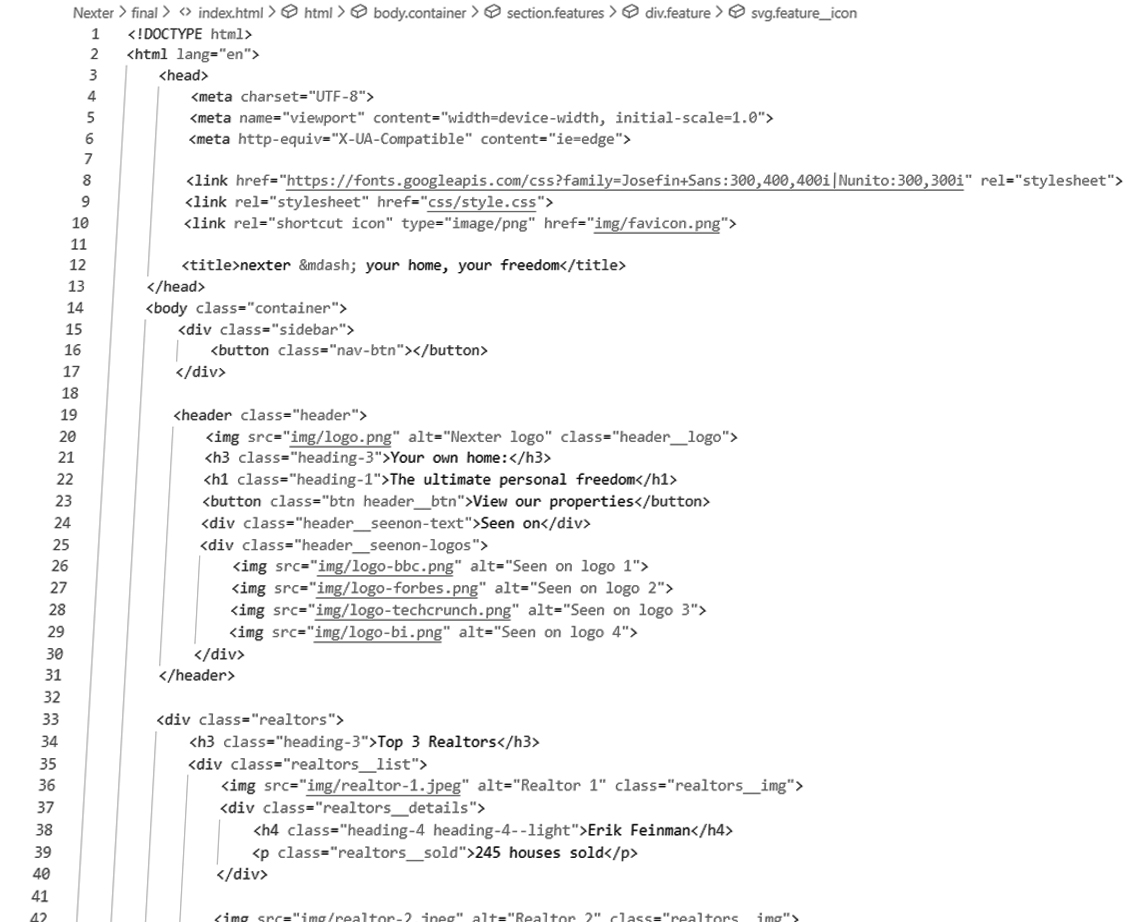 Nexter > final > <> index.html > html > body.container > section.features > div.feature > svg.feature__icon
1 <!DOCTYPE html>
2 <html lang="en">
3 <head>
4 <meta charset="UTF-8">
5 <meta name="viewport" content="width=device-width, initial-scale=1.0">
6 <meta http-equiv="X-UA-Compatible" content="ie=edge">
7
8 <link href="https://fonts.googleapis.com/css?family=Josefin+Sans:300,400,400i|Nunito:300,300i" rel="stylesheet">
9 <link rel="stylesheet" href="css/style.css">
10 <link rel="shortcut icon" type="image/png" href="img/favicon.png">
11
12 <title>nexter &mdash; your home, your freedom</title>
13 </head>
14 <body class="container">
15 <div class="sidebar">
16 <button class="nav-btn"></button>
17 </div>
18
19 <header class="header">
20 <img src="img/logo.png" alt="Nexter logo" class="header__logo">
21 <h3 class="heading-3">Your own home:</h3>
22 <h1 class="heading-1">The ultimate personal freedom</h1>
23 <button class="btn header__btn">View our properties</button>
24 <div class="header__seenon-text">Seen on</div>
25 <div class="header__seenon-logos">
26 <img src="img/logo-bbc.png" alt="Seen on logo 1">
27 <img src="img/logo-forbes.png" alt="Seen on logo 2">
28 <img src="img/logo-techcrunch.png" alt="Seen on logo 3">
29 <img src="img/logo-bi.png" alt="Seen on logo 4">
30 </div>
31 </header>
32
33 <div class="realtors">
34 <h3 class="heading-3">Top 3 Realtors</h3>
35 <div class="realtors__list">
36 <img src="img/realtor-1.jpeg" alt="Realtor 1" class="realtors__img">
37 <div class="realtors__details">
38 <h4 class="heading-4 heading-4--light">Erik Feinman</h4>
39 <p class="realtors__sold">245 houses sold</p>
40 </div>
41
42 <img src="img/realtor-2.jpeg" alt="Realtor 2" class="realtors__img">